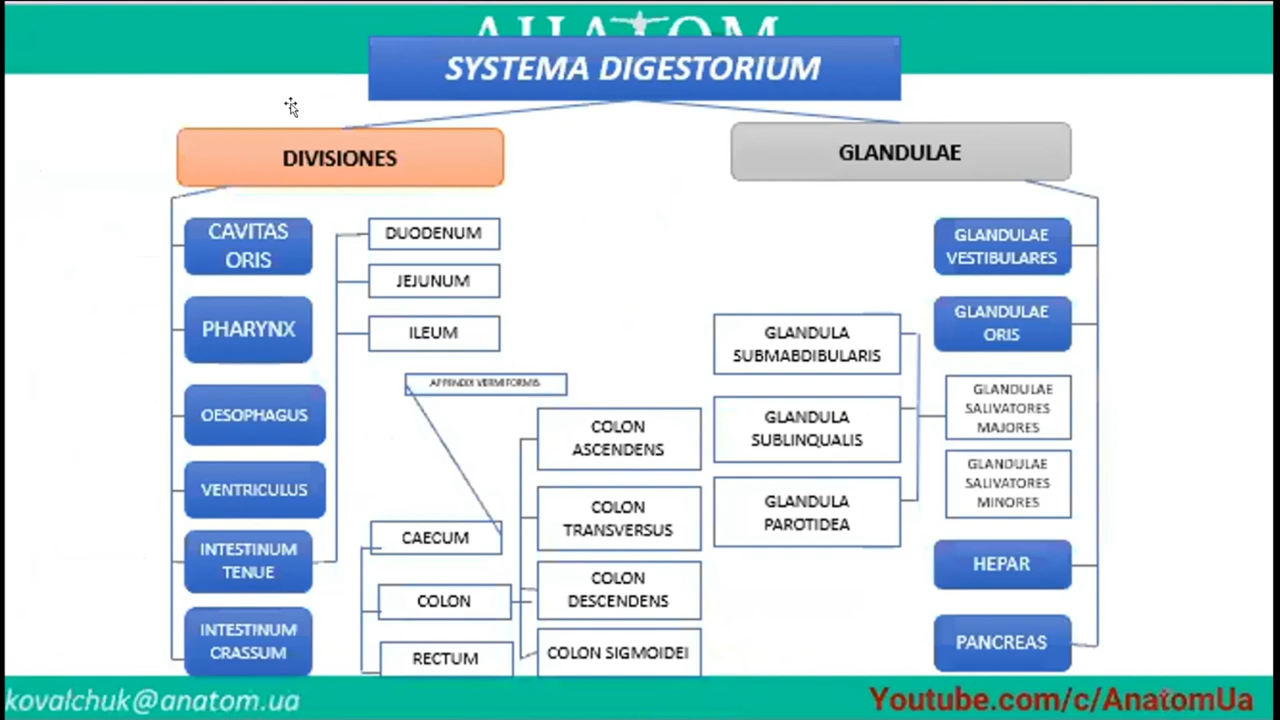 ANATOM
SYSTEMA DIGESTORIUM
DIVISIONES
GLANDULAE
CAVITAS
ORIS
PHARYNX
OESOPHAGUS
VENTRICULUS
INTESTINUM
TENUE
INTESTINUM
CRASSUM
DUODENUM
JEJUNUM
ILEUM
APPINDIX VERMIFORMIS
CAECUM
COLON
RECTUM
COLON
ASCENDENS
COLON
TRANSVERSUS
COLON
DESCENDENS
COLON SIGMOIDEI
GLANDULA
SUBMABDIBULARIS
GLANDULA
SUBLINQUALIS
GLANDULA
PAROTIDEA
GLANDULAE
VESTIBULARES
GLANDULAE
ORIS
GLANDULAE
SALIVATORES
MAJORES
GLANDULAE
SALIVATORES
MINORES
HEPAR
PANCREAS
kovalchuk@anatom.ua
Youtube.com/c/AnatomUa